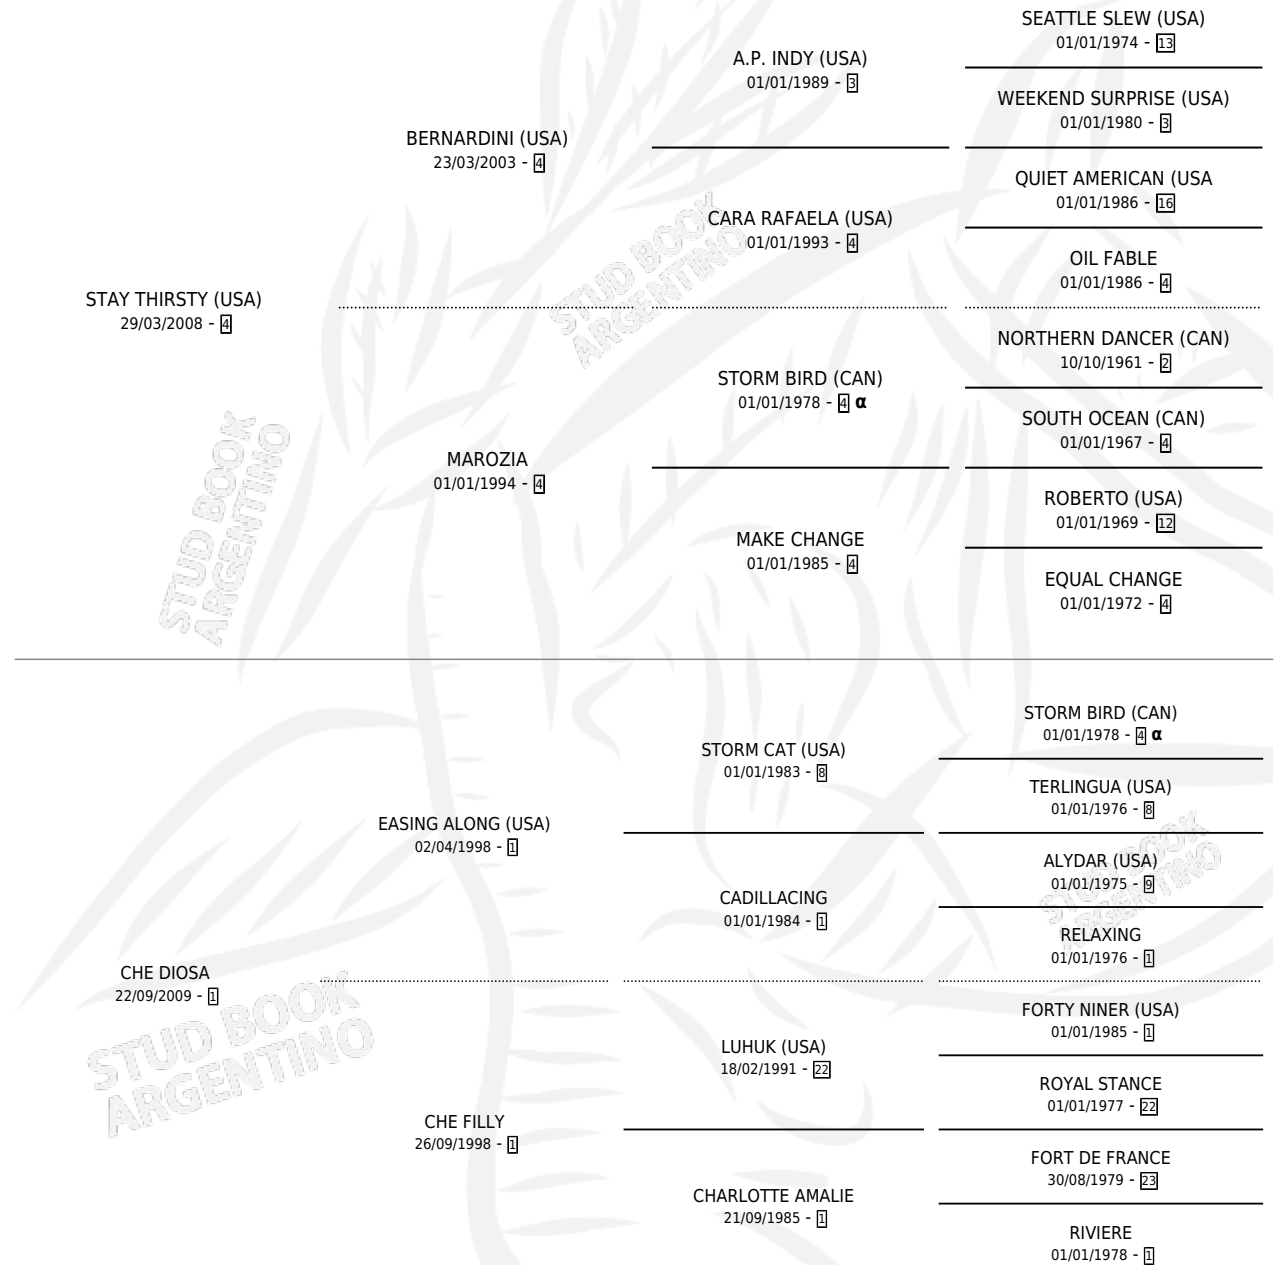 SEATTLE SLEW (USA)
01/01/1974 - 13
A.P. INDY (USA)
01/01/1989 - 3
WEEKEND SURPRISE (USA)
01/01/1980 - 3
BERNARDINI (USA)
23/03/2003 - 4
QUIET AMERICAN (USA
01/01/1986 - 16
CARA RAFAELA (USA)
01/01/1993 - 4
OIL FABLE
01/01/1986 - 4
STAY THIRSTY (USA)
29/03/2008 - 4
NORTHERN DANCER (CAN)
10/10/1961 - 2
STORM BIRD (CAN)
01/01/1978 - 4 α
SOUTH OCEAN (CAN)
01/01/1967 - 4
MAROZIA
01/01/1994 - 4
ROBERTO (USA)
01/01/1969 - 12
MAKE CHANGE
01/01/1985 - 4
EQUAL CHANGE
01/01/1972 - 4
STORM BIRD (CAN)
01/01/1978 - 4 α
STORM CAT (USA)
01/01/1983 - 8
TERLINGUA (USA)
01/01/1976 - 8
EASING ALONG (USA)
02/04/1998 - 1
ALYDAR (USA)
01/01/1975 - 9
CADILLACING
01/01/1984 - 1
RELAXING
01/01/1976 - 1
CHE DIOSA
22/09/2009 - 1
FORTY NINER (USA)
01/01/1985 - 1
LUHUK (USA)
18/02/1991 - 22
ROYAL STANCE
01/01/1977 - 22
CHE FILLY
26/09/1998 - 1
FORT DE FRANCE
30/08/1979 - 23
CHARLOTTE AMALIE
21/09/1985 - 1
RIVIERE
01/01/1978 - 1
STUD BOOK
ARGENTINO
STUD BOOK
ARGENTINO
STUD BOOK
ARGENTINO
STUD BOOK
ARGENTINO